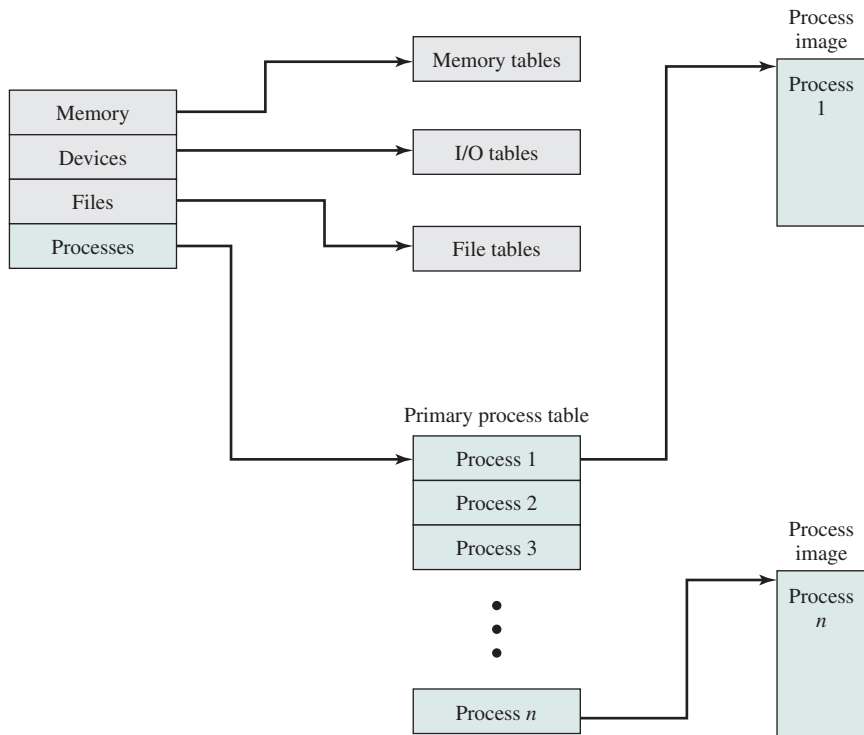 Memory
Devices
Files
Processes
Memory tables
I/O tables
File tables
Primary process table
Process 1
Process 2
Process 3
Process n
Process
image
Process
1
Process
image
Process
n